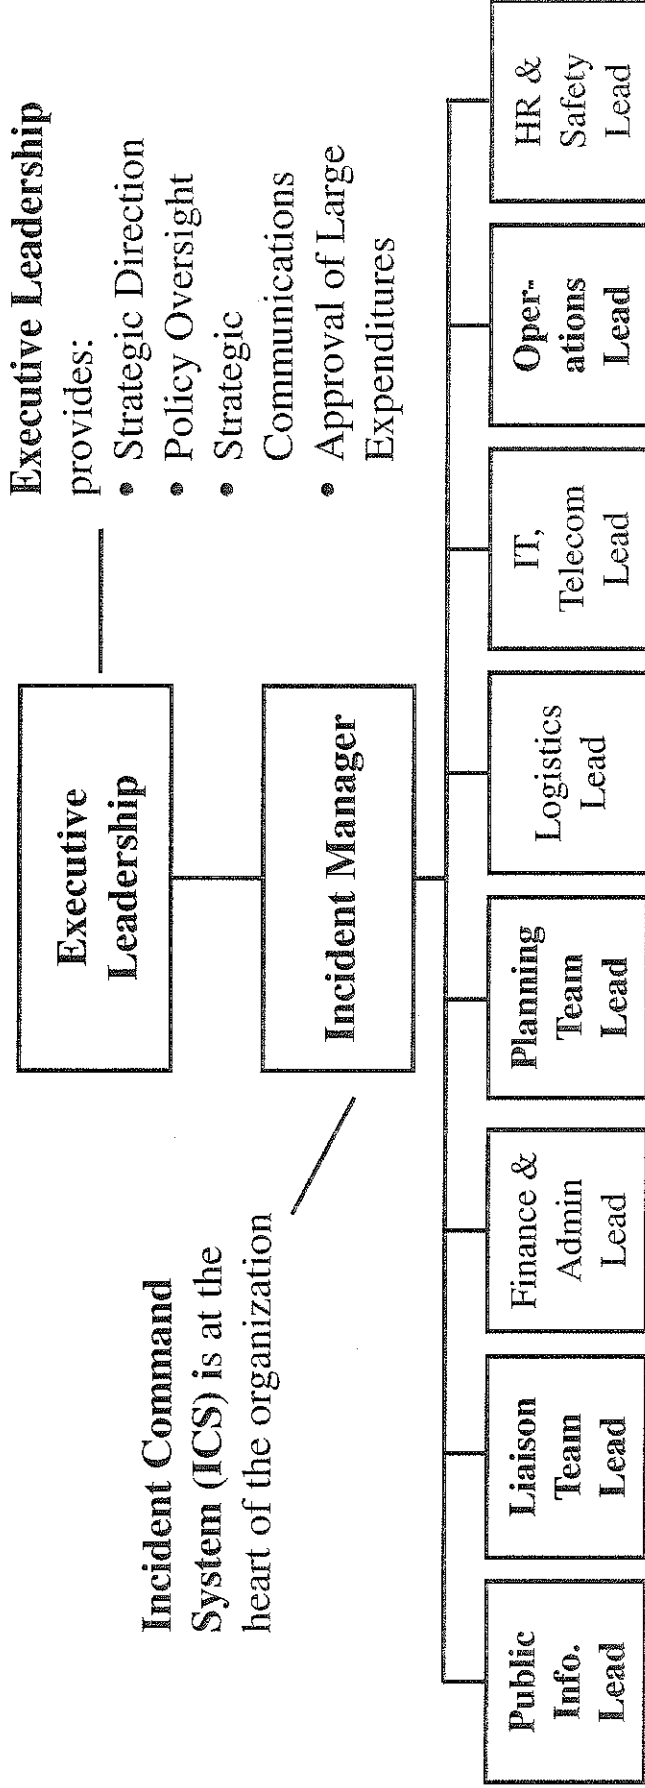 Executive Leadership
provides:
• Strategic Direction
• Policy Oversight
• Strategic
Communications
• Approval of Large
Expenditures
Executive
Leadership
Incident Command
System (ICS) is at the
heart of the organization
Incident Manager
Public
Info.
Lead
Liaison
Team
Lead
Finance &
Admin
Lead
Planning
Team
Lead
Logistics
Lead
IT,
Telecom
Lead
Oper-
ations
Lead
HR &
Safety
Lead